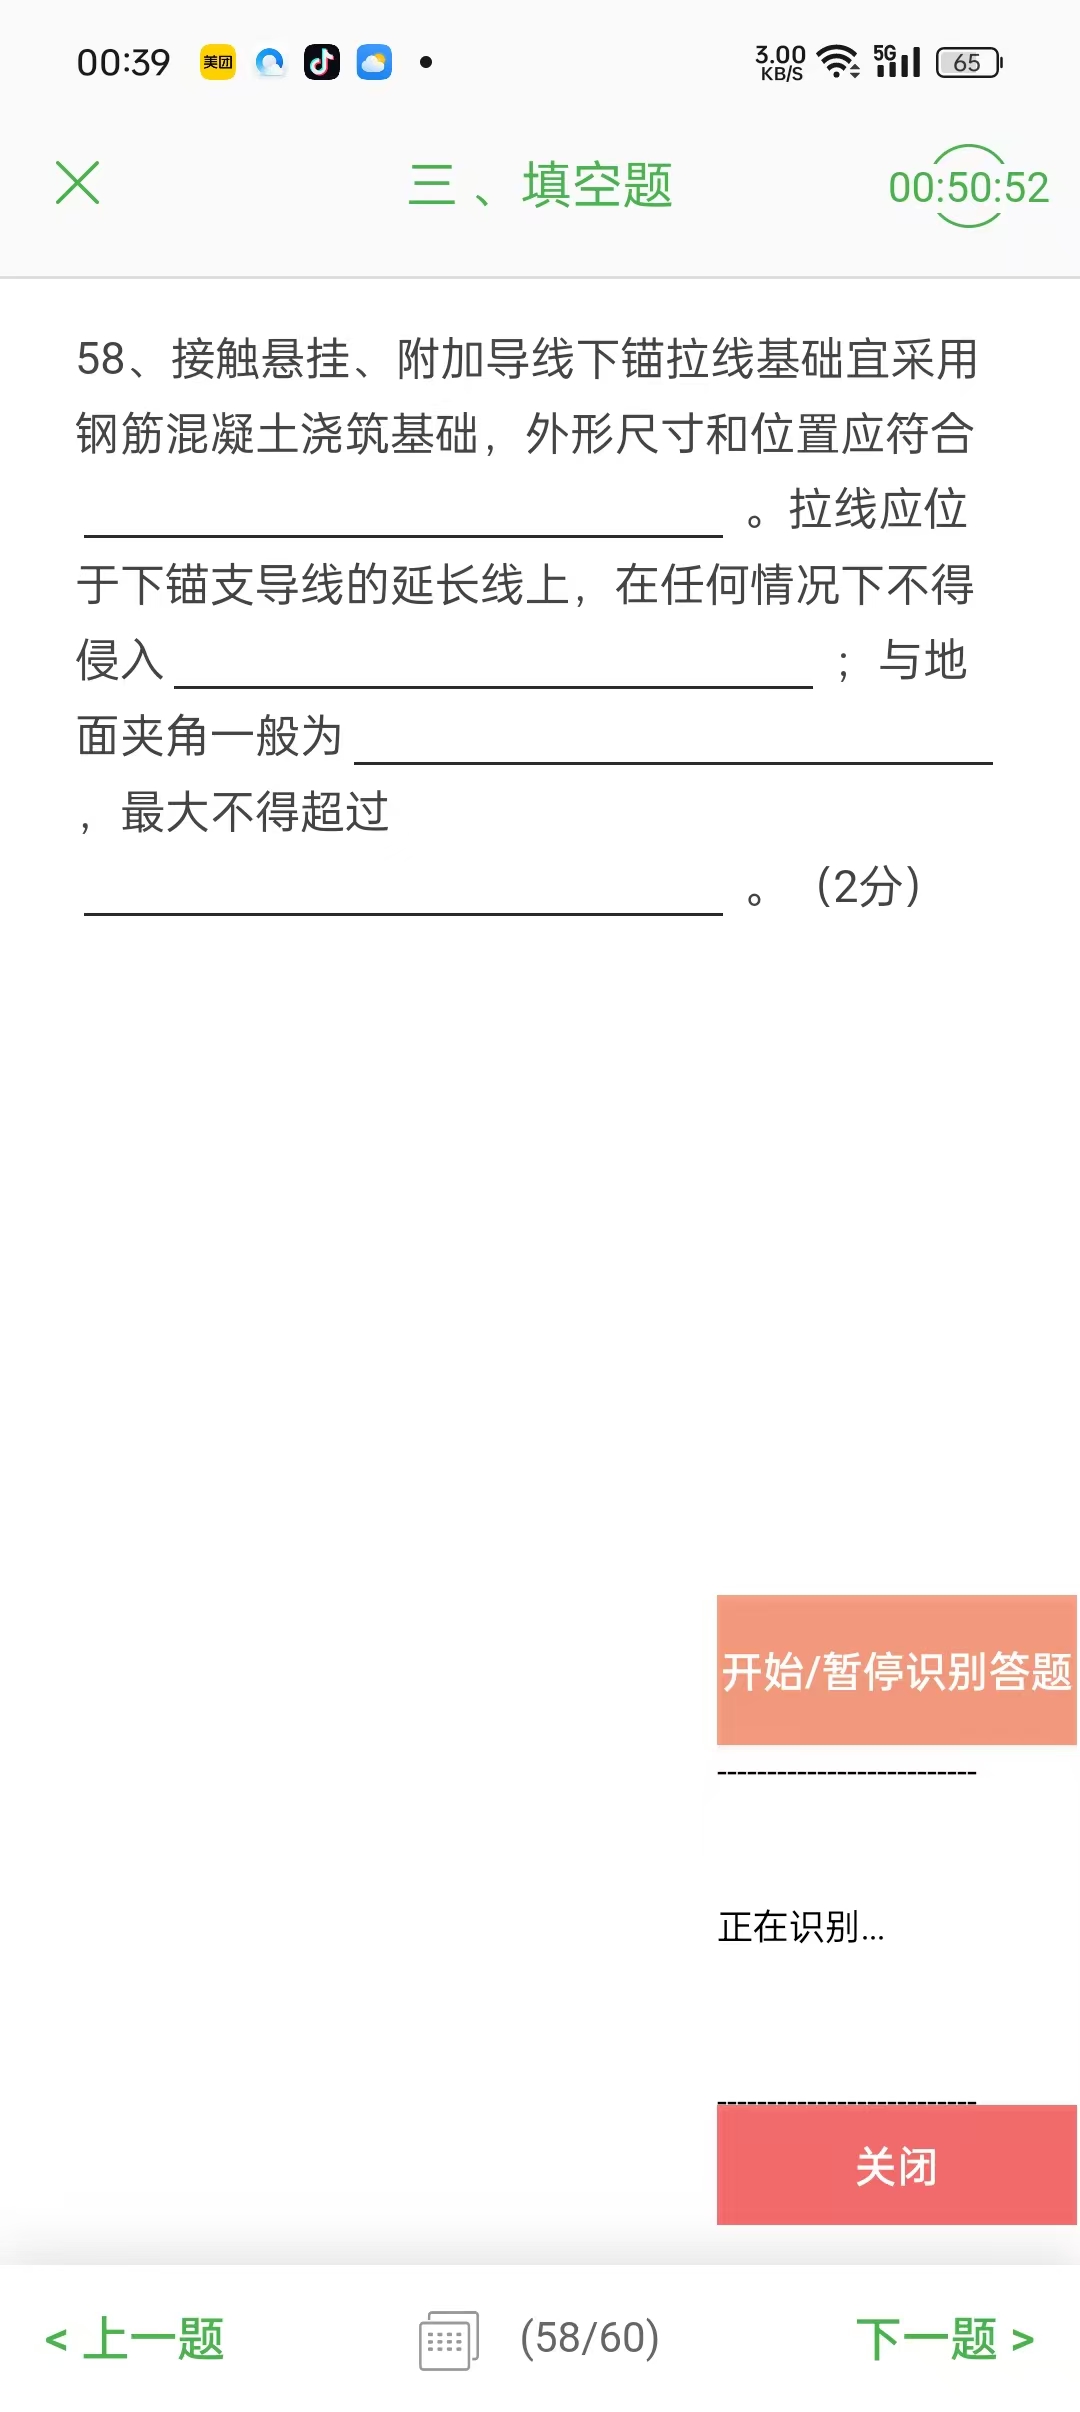 00:39 美团 3.00 KB/S 5G 65
三 、填空题 00:50:52
58、接触悬挂、附加导线下锚拉线基础宜采用
钢筋混凝土浇筑基础，外形尺寸和位置应符合
。拉线应位
于下锚支导线的延长线上，在任何情况下不得
侵入 ；与地
面夹角一般为
，最大不得超过
。（2分）
开始/暂停识别答题
--------------------------
正在识别...
--------------------------
关闭
< 上一题 (58/60) 下一题 >